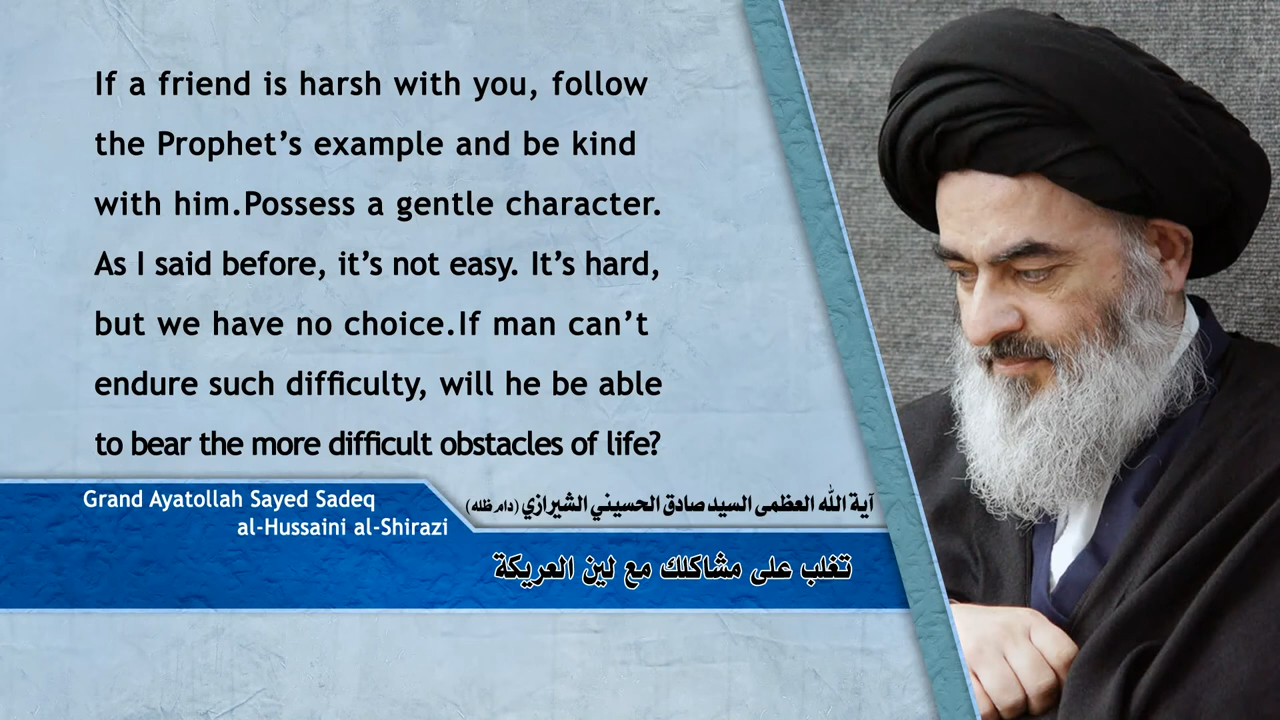 If a friend is harsh with you, follow
the Prophet’s example and be kind
with him.Possess a gentle character.
As I said before, it’s not easy. It’s hard,
but we have no choice.If man can’t
endure such difficulty, will he be able
to bear the more difficult obstacles of life?
Grand Ayatollah Sayed Sadeq
al-Hussaini al-Shirazi
آية الله العظمى السيد صادق الحسيني الشيرازي (دام ظله)
تغلب على مشاكلك مع لين العريكة